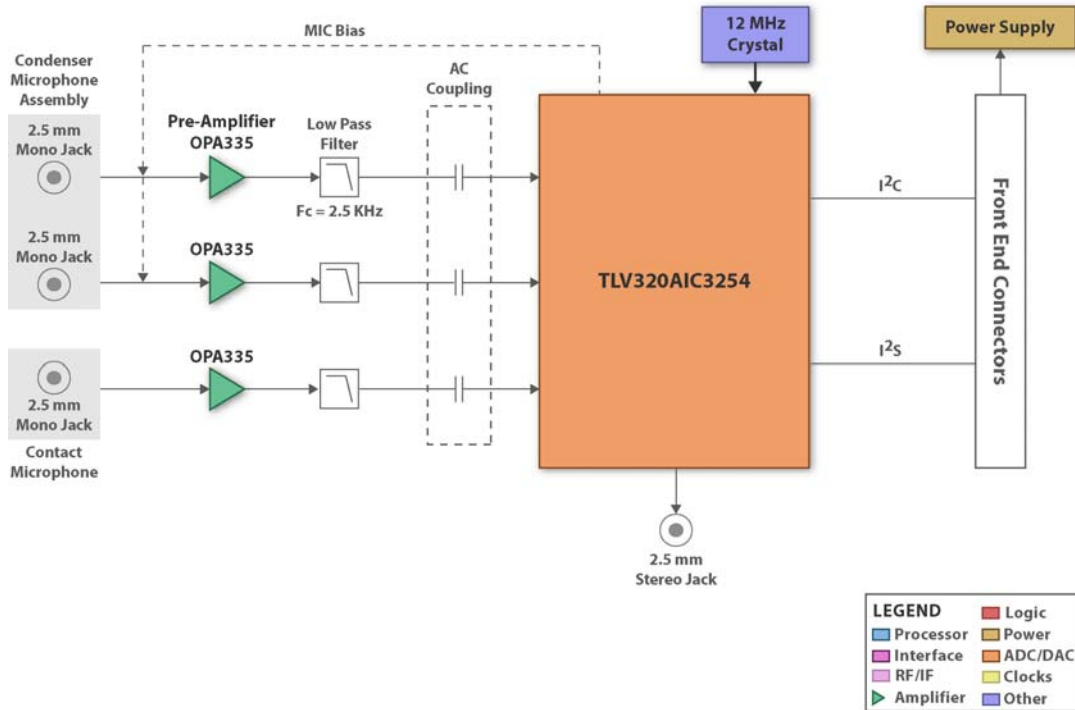 MIC Bias
12 MHz
Crystal
Power Supply
Condenser
Microphone
Assembly
AC
Coupling
2.5 mm
Mono Jack
Pre-Amplifier
OPA335
Low Pass
Filter
Fc = 2.5 KHz
I²C
2.5 mm
Mono Jack
OPA335
TLV320AIC3254
Front End Connectors
OPA335
I²S
2.5 mm
Mono Jack
Contact
Microphone
2.5 mm
Stereo Jack
LEGEND
Processor
Interface
RF/IF
Amplifier
Logic
Power
ADC/DAC
Clocks
Other